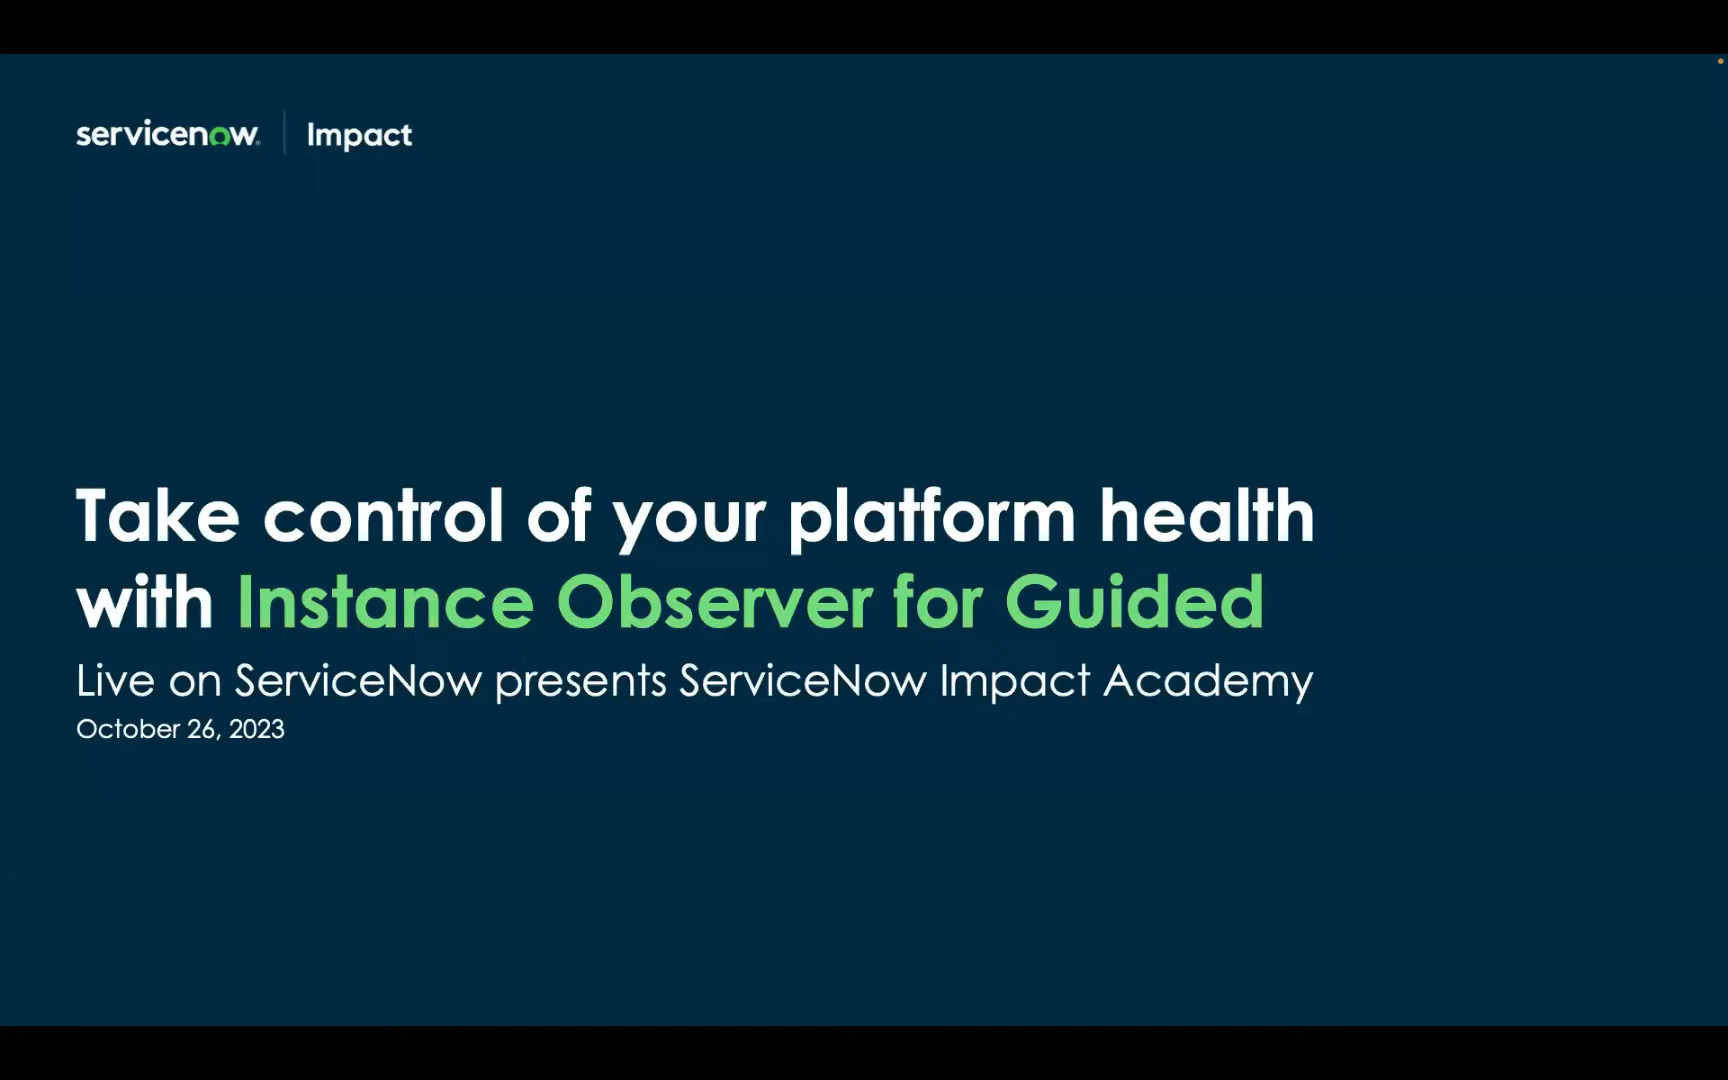 servicenow | Impact
Take control of your platform health
with Instance Observer for Guided
Live on ServiceNow presents ServiceNow Impact Academy
October 26, 2023